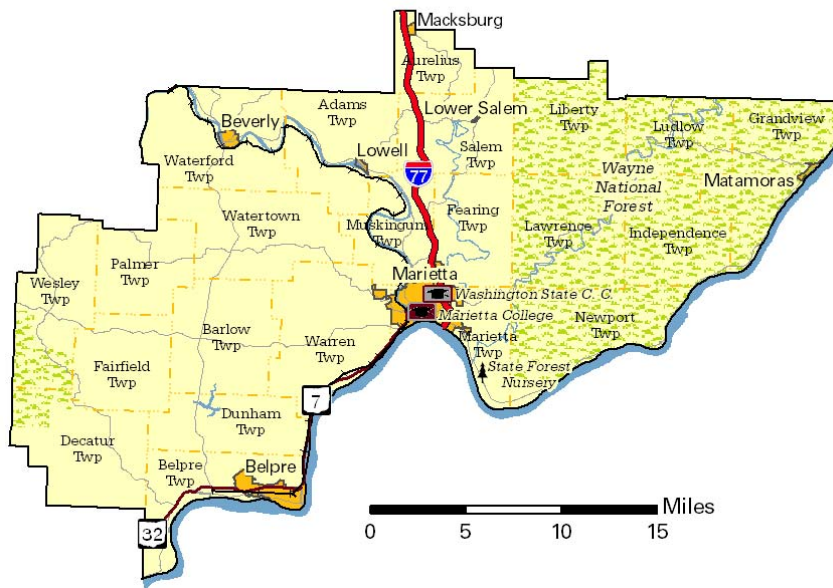 Macksburg
Aurelius
Twp
Adams
Twp
Lower Salem
Liberty
Twp
Ludlow
Twp
Grandview
Twp
Beverly
Lowell
Salem
Twp
Waterford
Twp
77
Wayne
National
Forest
Matamoras
Watertown
Twp
Muskingum
Twp
Fearing
Twp
Lawrence
Twp
Independence
Twp
Palmer
Twp
Wesley
Twp
Marietta
Washington State C. C.
Marietta College
Barlow
Twp
Warren
Twp
Marietta
Twp
Newport
Twp
Fairfield
Twp
State Forest
Nursery
7
Dunham
Twp
Decatur
Twp
Belpre
Twp
Belpre
32
Miles
0 5 10 15